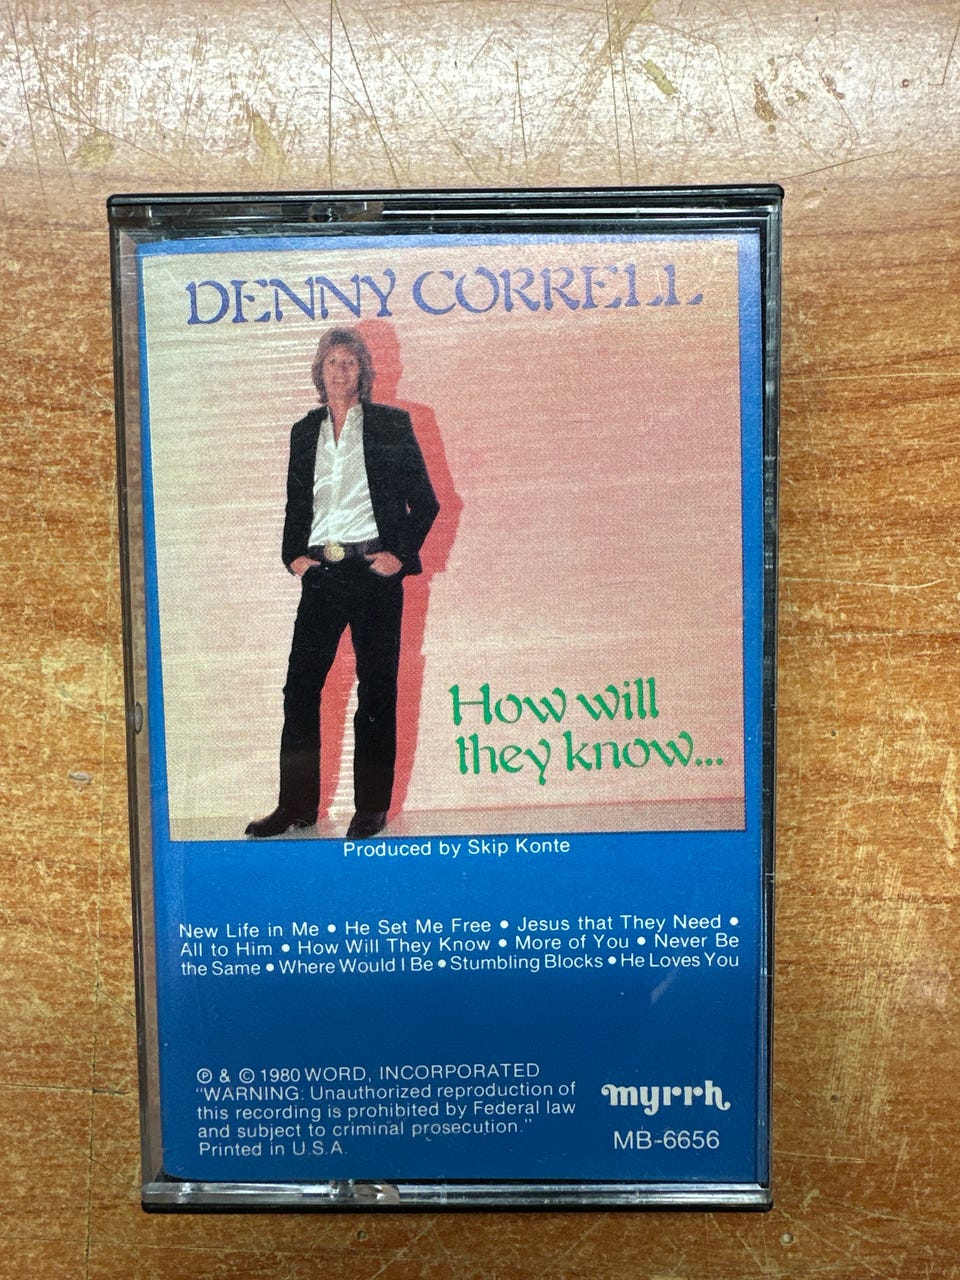 DENNY CORRELL
How will
they know...
Produced by Skip Konte
New Life in Me • He Set Me Free • Jesus that They Need •
All to Him • How Will They Know • More of You • Never Be
the Same • Where Would I Be • Stumbling Blocks • He Loves You
℗ & © 1980 WORD, INCORPORATED
"WARNING: Unauthorized reproduction of
this recording is prohibited by Federal law
and subject to criminal prosecution."
Printed in U.S.A.
myrrh
MB-6656